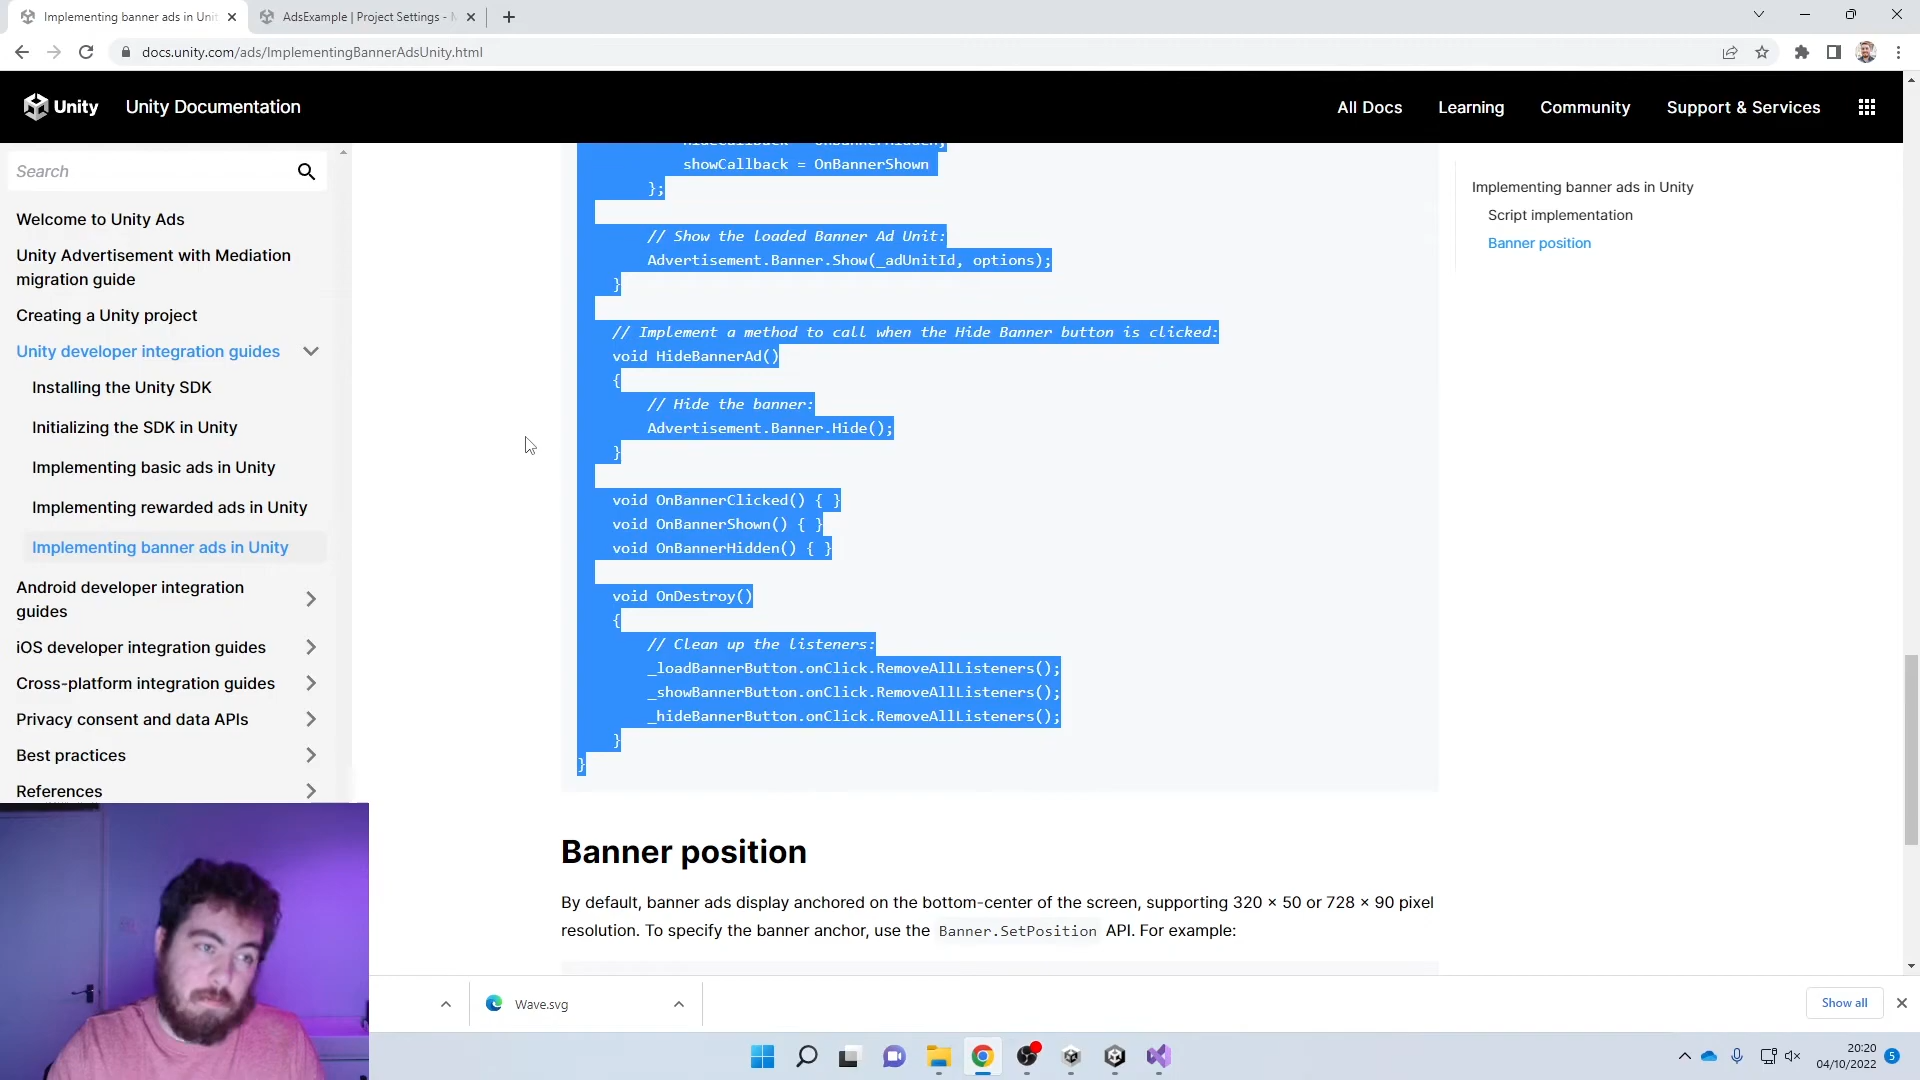 Implementing banner ads in Unit
AdsExample | Project Settings -
docs.unity.com/ads/ImplementingBannerAdsUnity.html
Unity
Unity Documentation
All Docs
Learning
Community
Support & Services
Search
Welcome to Unity Ads
Unity Advertisement with Mediation
migration guide
Creating a Unity project
Unity developer integration guides
Installing the Unity SDK
Initializing the SDK in Unity
Implementing basic ads in Unity
Implementing rewarded ads in Unity
Implementing banner ads in Unity
Android developer integration
guides
iOS developer integration guides
Cross-platform integration guides
Privacy consent and data APIs
Best practices
References
showCallback = OnBannerShown
};
// Show the loaded Banner Ad Unit:
Advertisement.Banner.Show(_adUnitId, options);
}
// Implement a method to call when the Hide Banner button is clicked:
void HideBannerAd()
{
// Hide the banner:
Advertisement.Banner.Hide();
}
void OnBannerClicked() { }
void OnBannerShown() { }
void OnBannerHidden() { }
void OnDestroy()
{
// Clean up the listeners:
_loadBannerButton.onClick.RemoveAllListeners();
_showBannerButton.onClick.RemoveAllListeners();
_hideBannerButton.onClick.RemoveAllListeners();
}
}
Banner position
By default, banner ads display anchored on the bottom-center of the screen, supporting 320 × 50 or 728 × 90 pixel
resolution. To specify the banner anchor, use the Banner.SetPosition API. For example:
Implementing banner ads in Unity
Script implementation
Banner position
Wave.svg
Show all
20:20
04/10/2022
5